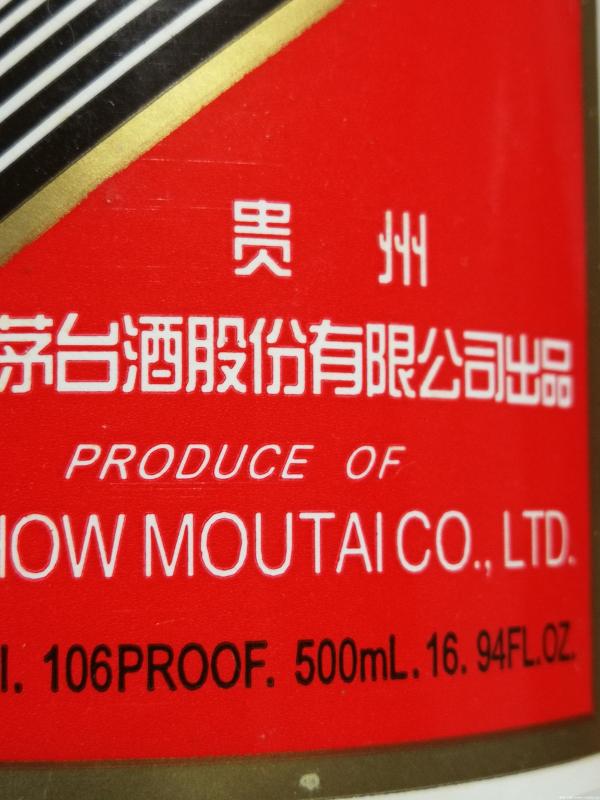 贵州
茅台酒股份有限公司出品
PRODUCE OF
HOW MOUTAI CO., LTD.
l. 106PROOF. 500mL. 16. 94FL.OZ.